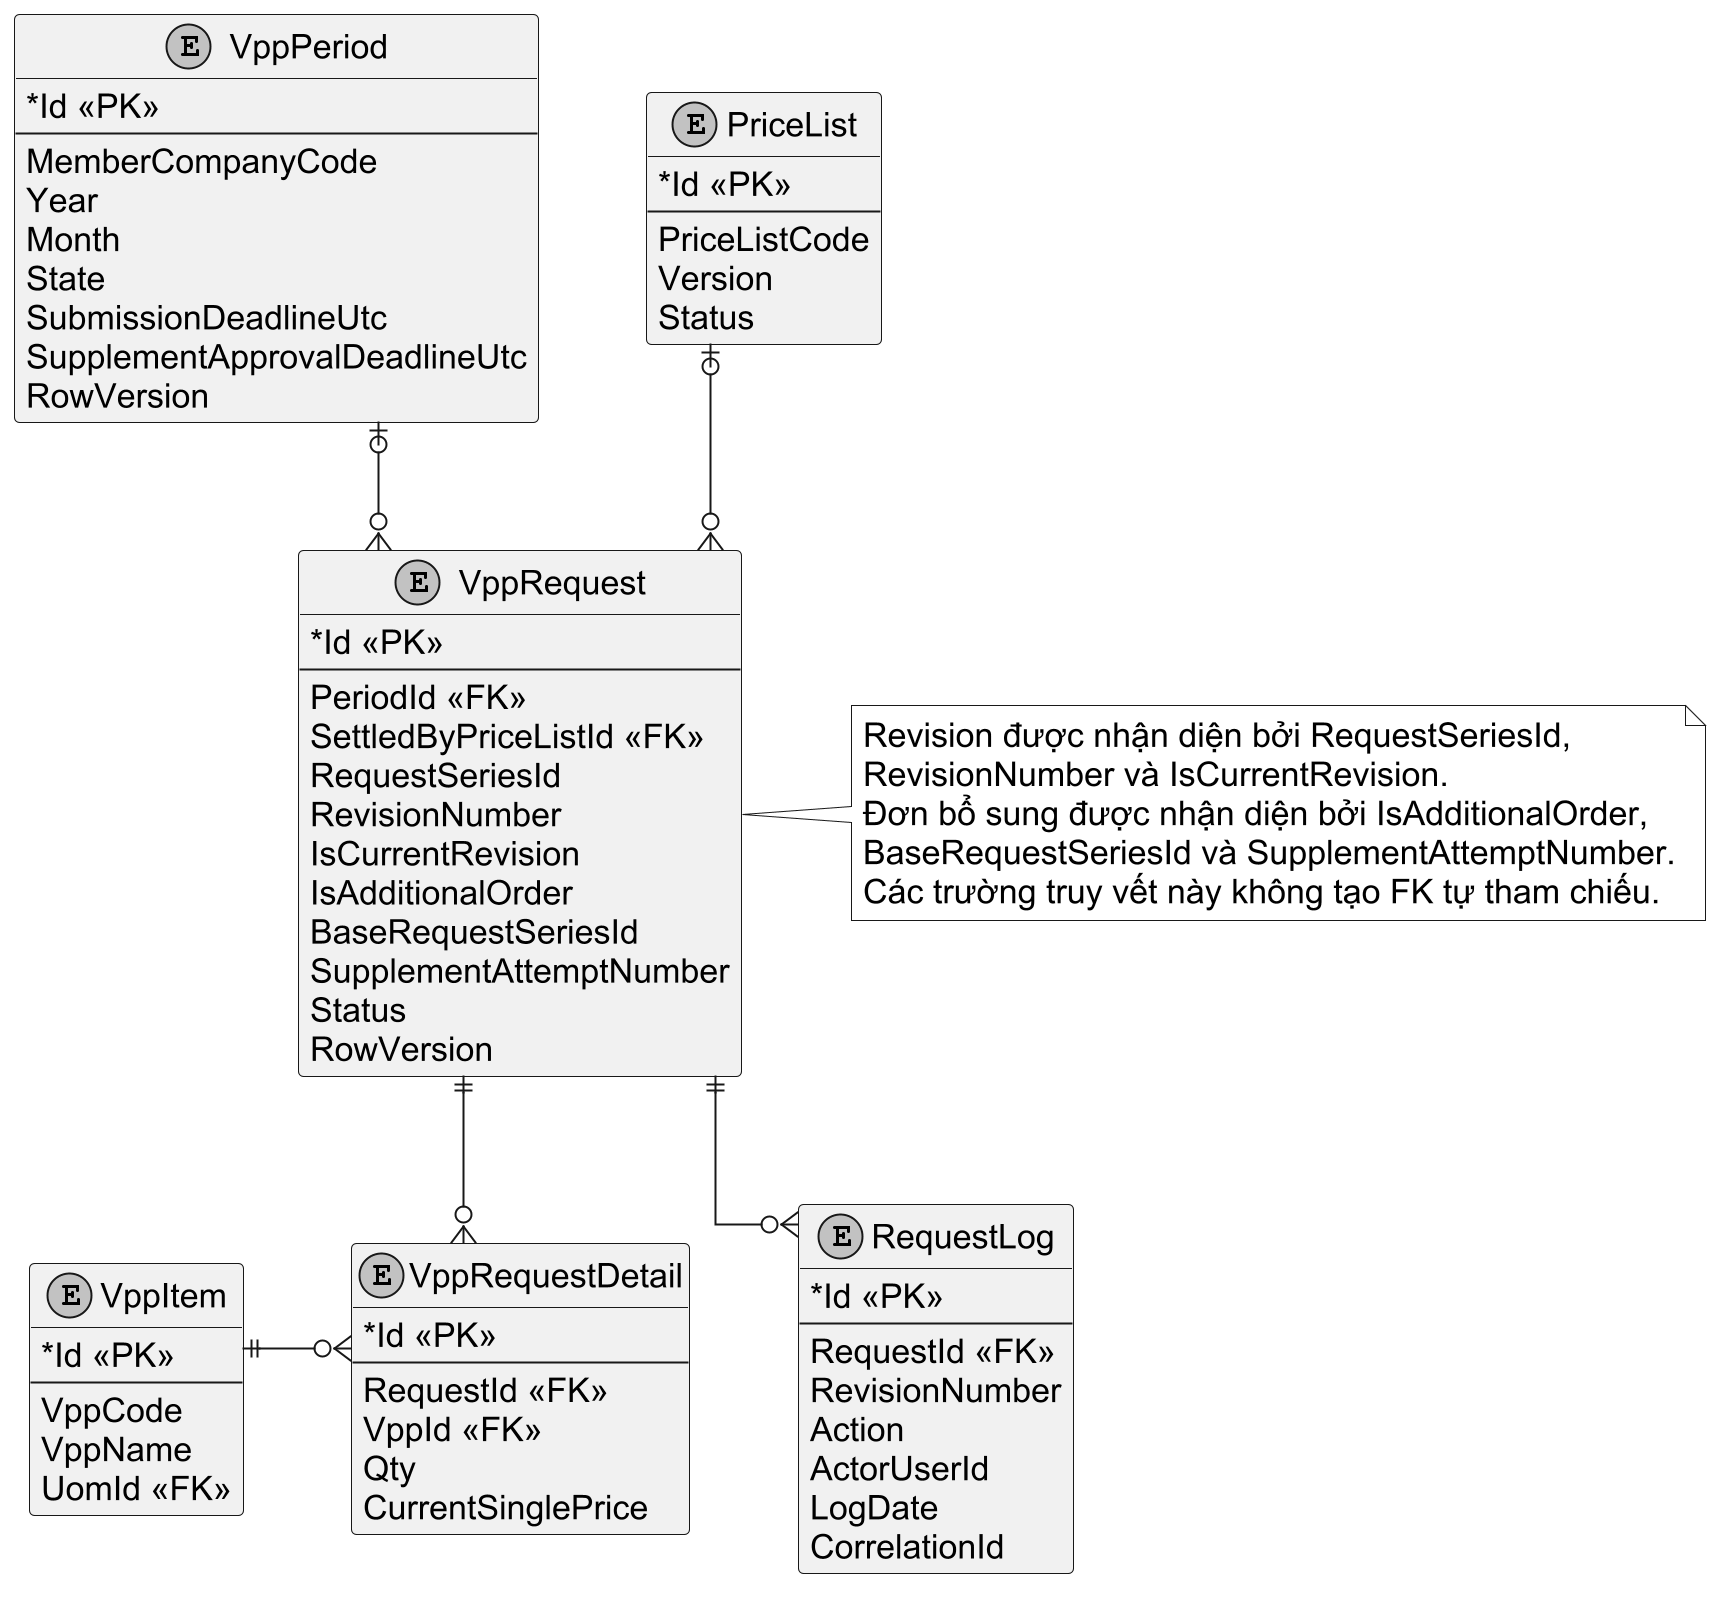 E VppPeriod
*Id «PK»
MemberCompanyCode
Year
Month
State
SubmissionDeadlineUtc
SupplementApprovalDeadlineUtc
RowVersion
E PriceList
*Id «PK»
PriceListCode
Version
Status
E VppRequest
*Id «PK»
PeriodId «FK»
SettledByPriceListId «FK»
RequestSeriesId
RevisionNumber
IsCurrentRevision
IsAdditionalOrder
BaseRequestSeriesId
SupplementAttemptNumber
Status
RowVersion
Revision được nhận diện bởi RequestSeriesId,
RevisionNumber và IsCurrentRevision.
Đơn bổ sung được nhận diện bởi IsAdditionalOrder,
BaseRequestSeriesId và SupplementAttemptNumber.
Các trường truy vết này không tạo FK tự tham chiếu.
E VppItem
*Id «PK»
VppCode
VppName
UomId «FK»
E VppRequestDetail
*Id «PK»
RequestId «FK»
VppId «FK»
Qty
CurrentSinglePrice
E RequestLog
*Id «PK»
RequestId «FK»
RevisionNumber
Action
ActorUserId
LogDate
CorrelationId